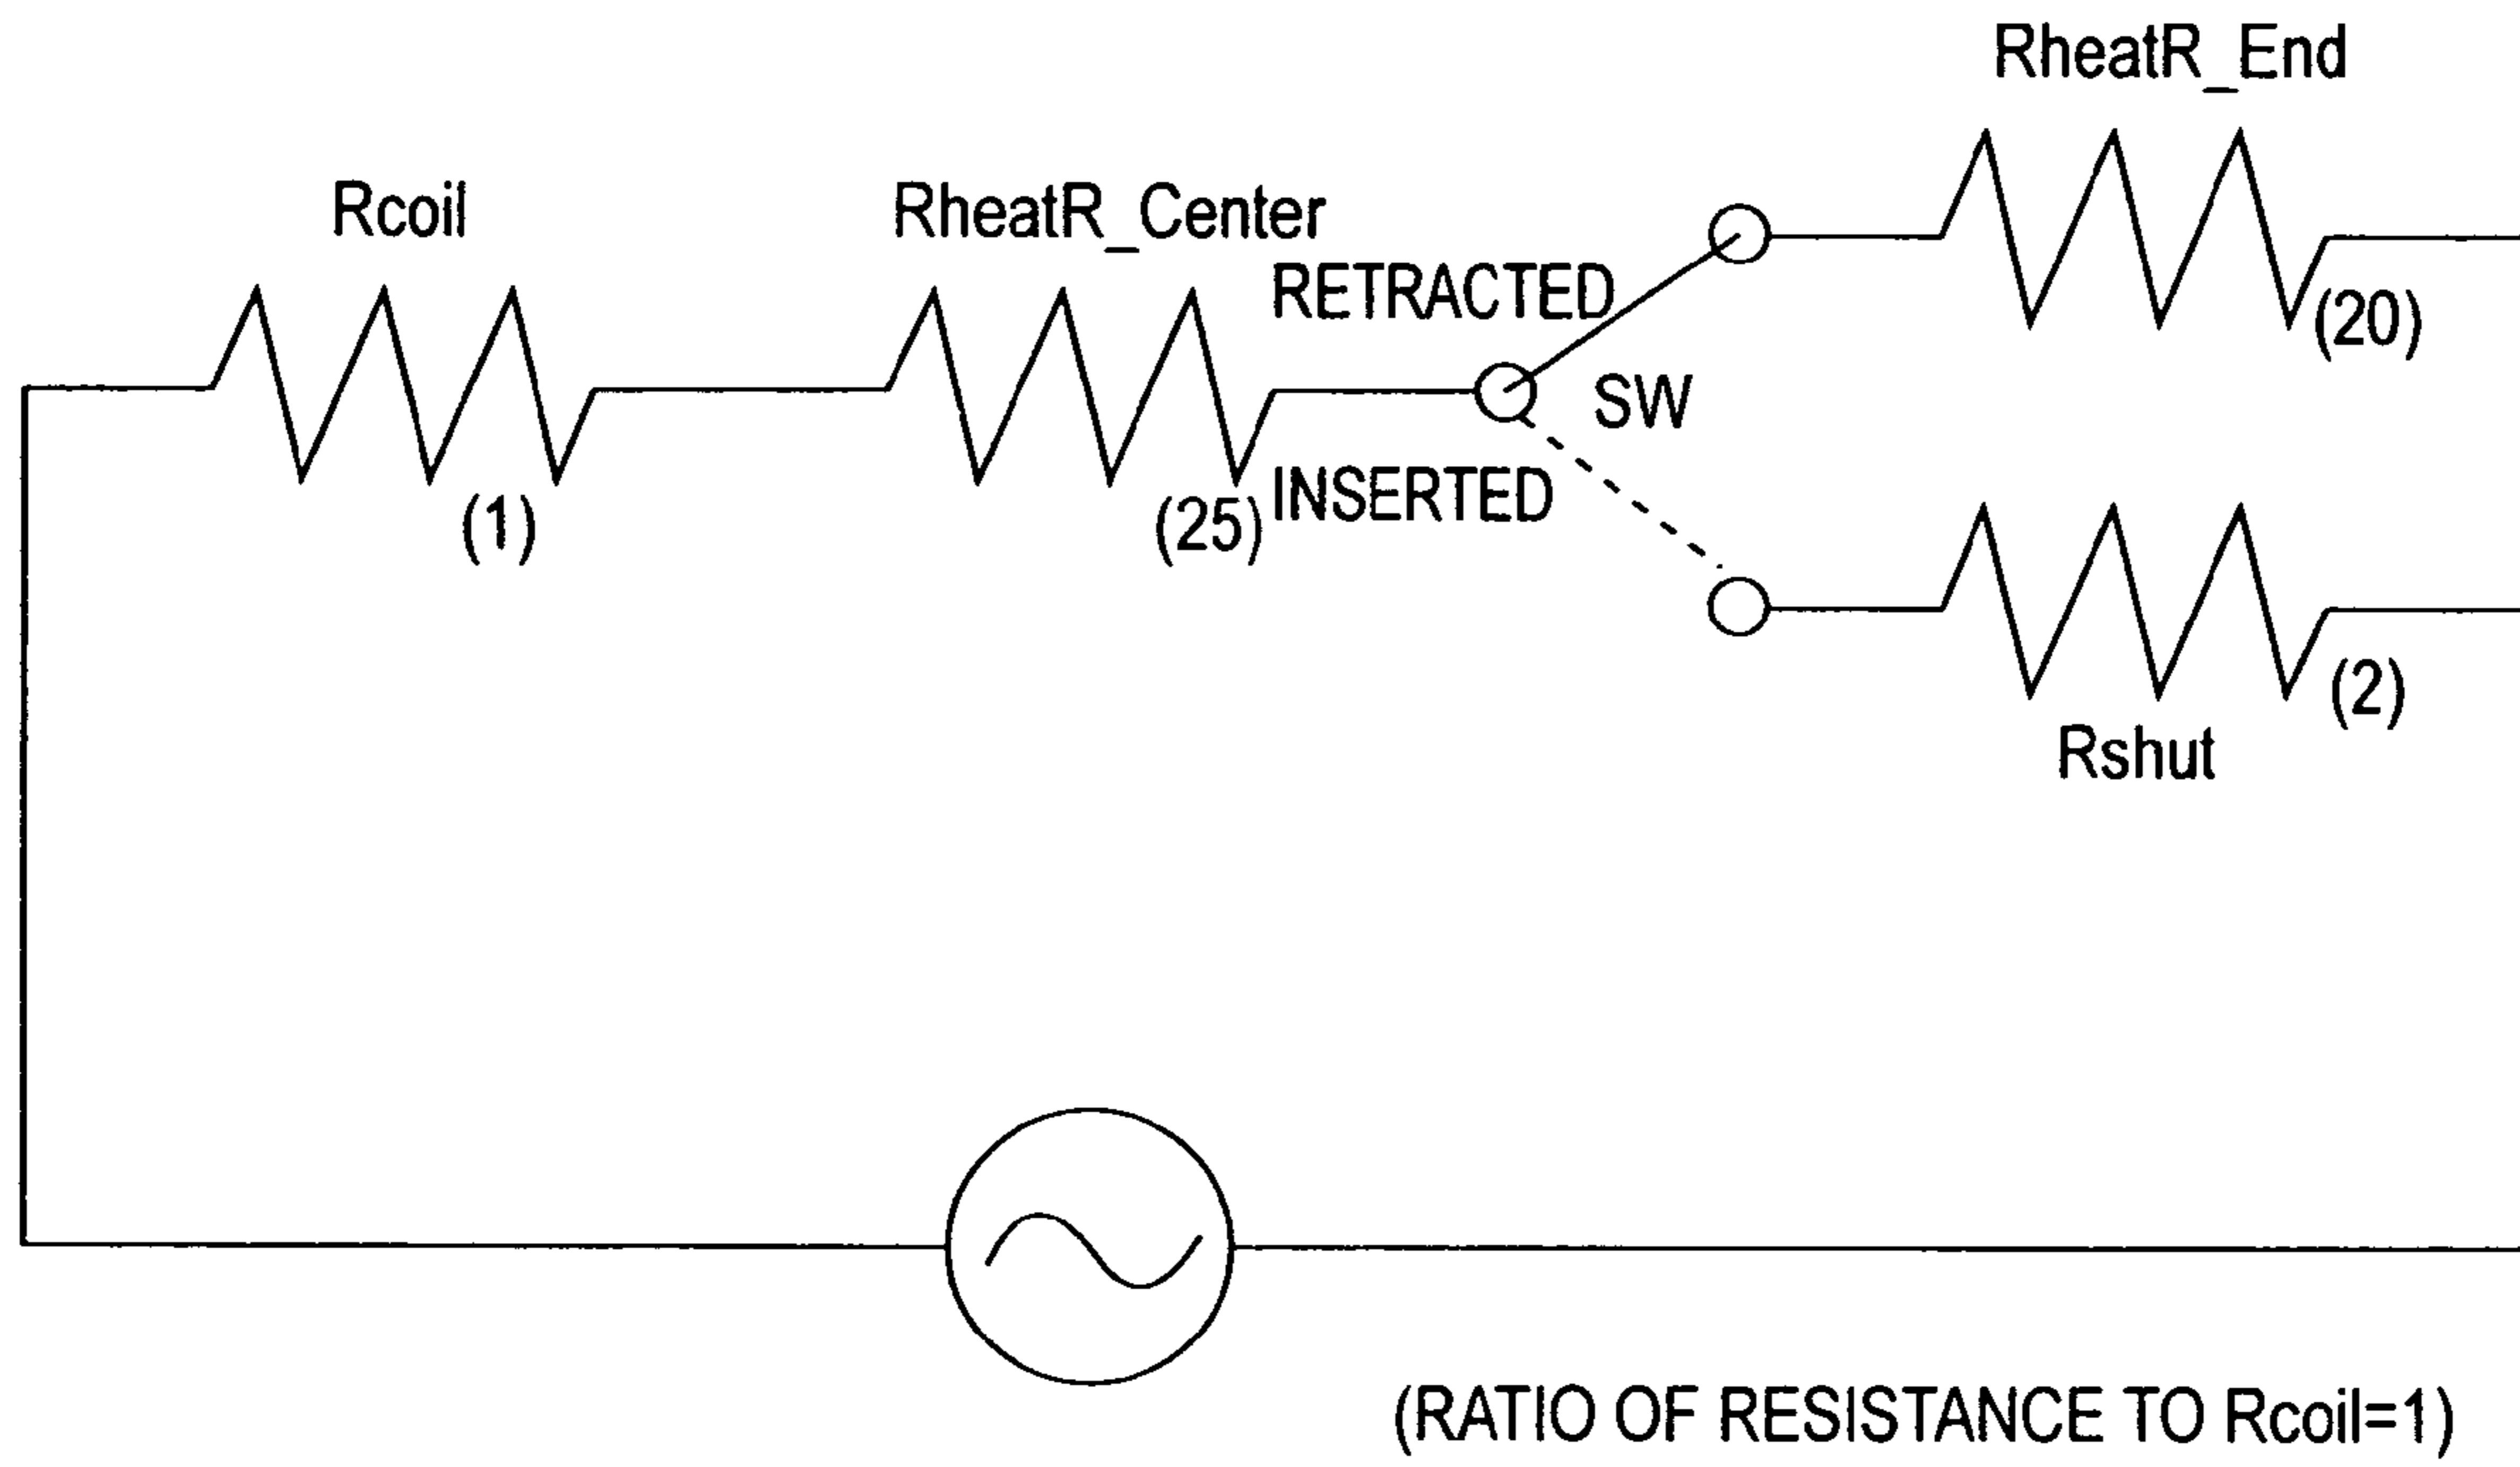 RheatR_End
Rcoil
RheatR_Center
RETRACTED
(20)
SW
(1)
(25)
INSERTED
(2)
Rshut
(RATIO OF RESISTANCE TO Rcoil=1)